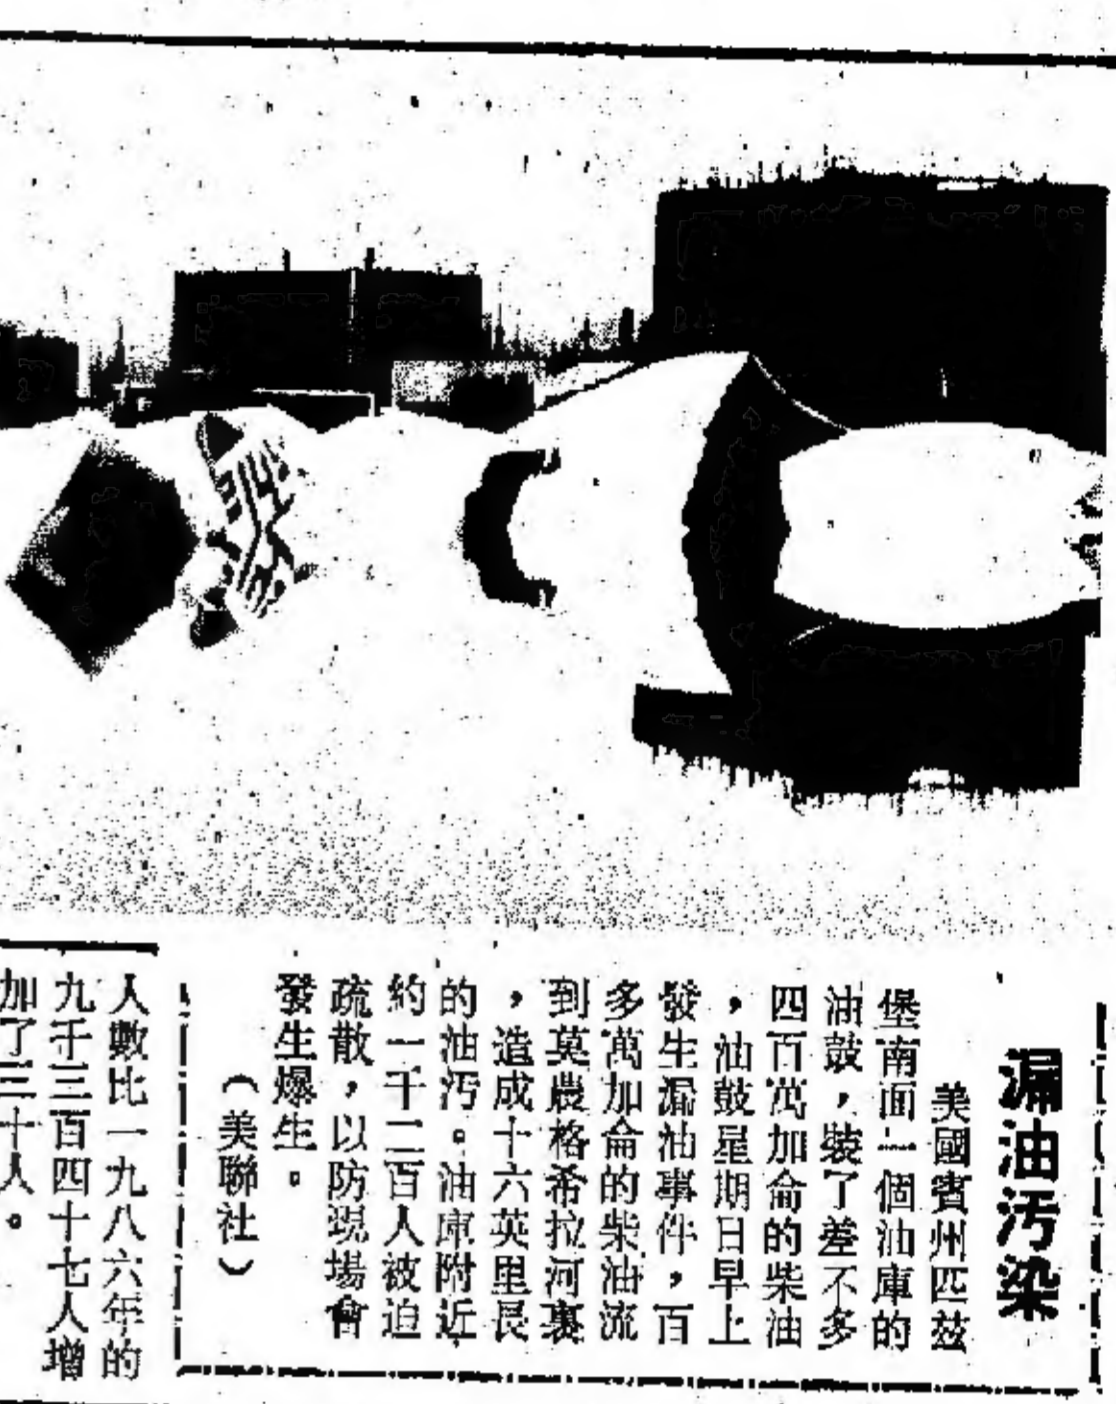 漏油污染
美國賓州匹茲
堡南面一個油庫的
油鼓，裝了差不多
四百萬加侖的柴油
，油鼓星期日早上
發生漏油事件，百
多萬加侖的柴油流
到莫農格希拉河裏
，造成十六英里長
的油污。油庫附近
約一千二百人被迫
疏散，以防現場會
發生爆生。
（美聯社）
人數比一九八六年的
九千三百四十七人增
加了三十人。